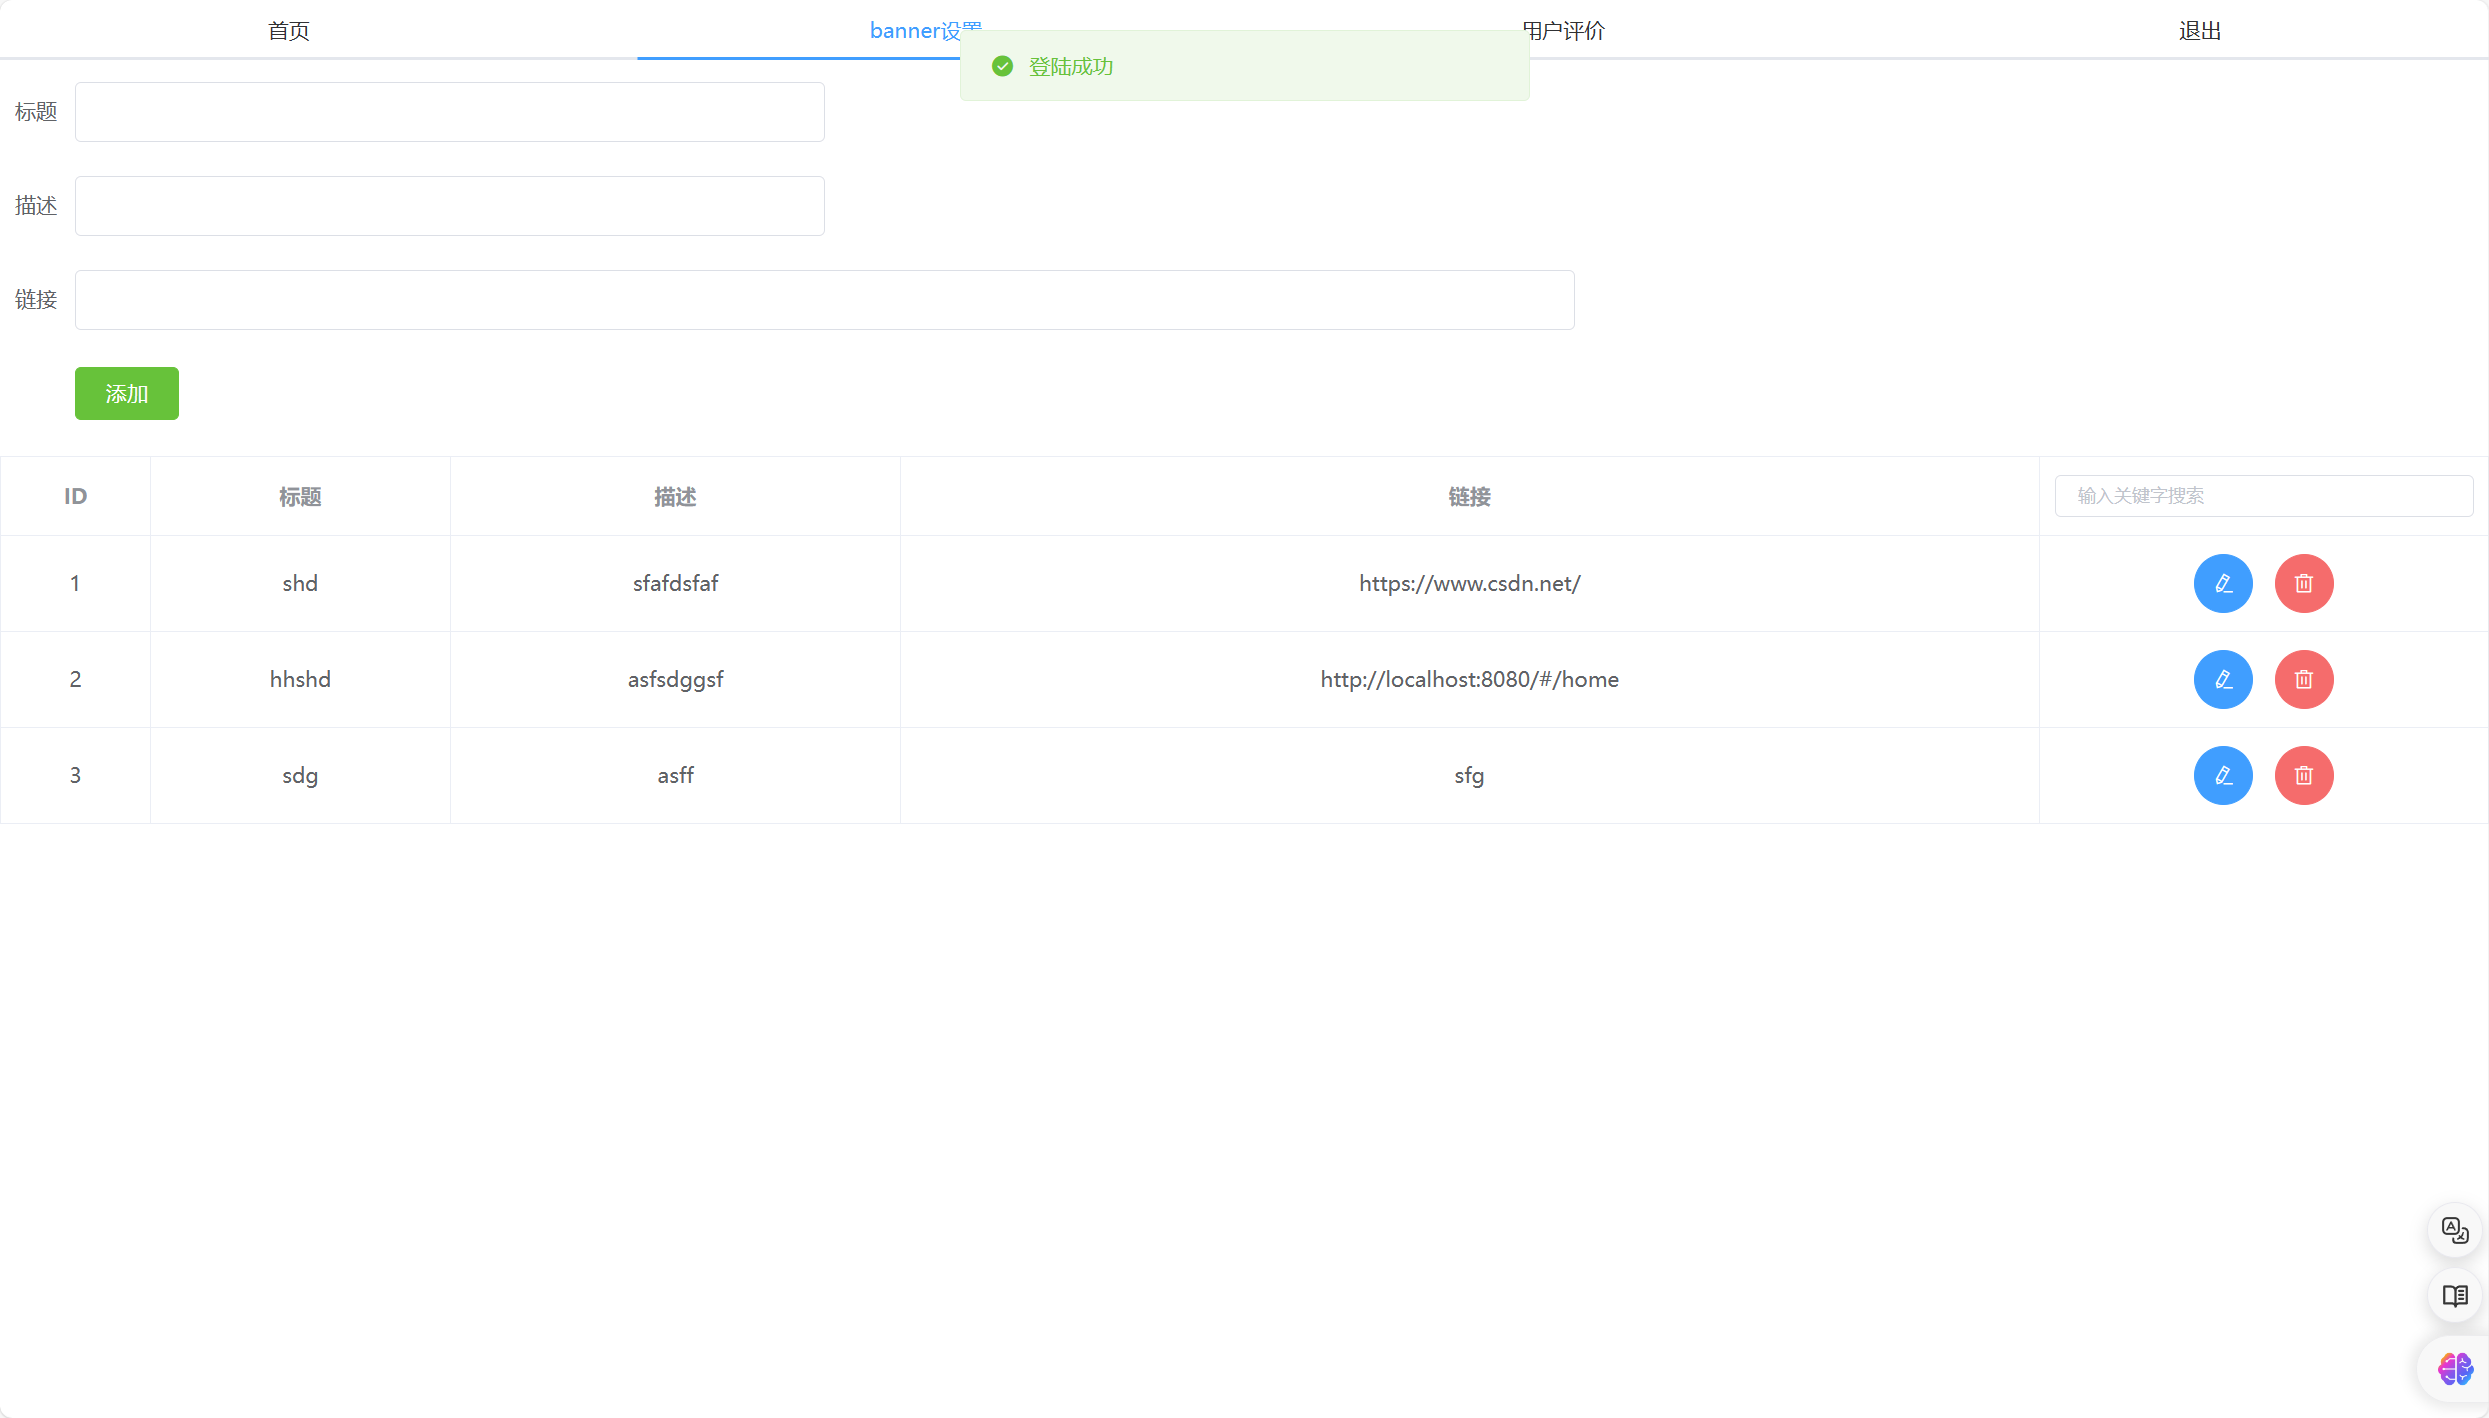 首页 banner设置 用户评价 退出
登陆成功
标题
描述
链接
添加
ID 标题 描述 链接 输入关键字搜索
1 shd sfafdsfaf https://www.csdn.net/
2 hhshd asfsdggsf http://localhost:8080/#/home
3 sdg asff sfg